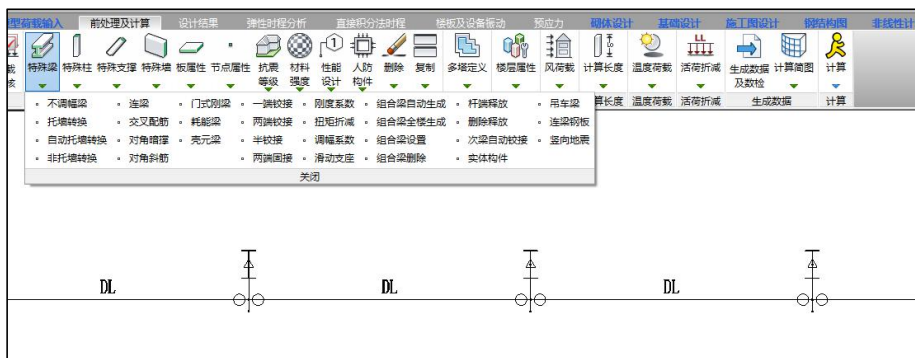 型荷载输入 前处理及计算 设计结果 弹性时程分析 直接积分法时程 楼板及设备振动 预应力 砌体设计 基础设计 施工图设计 钢结构图 非线性计
特殊梁 特殊柱 特殊支撑 特殊墙 板属性 节点属性 抗震等级 材料强度 性能设计 人防构件 删除 复制 多塔定义 楼层属性 风荷载 计算长度 温度荷载 活荷折减 生成数据及数检 计算简图 计算
核
算长度 温度荷载 活荷折减 生成数据 计算
不调幅梁 连梁 门式刚梁 一端铰接 刚度系数 组合梁自动生成 杆端释放 吊车梁
托墙转换 交叉配筋 耗能梁 两端铰接 扭矩折减 组合梁全楼生成 删除释放 连梁钢板
自动托墙转换 对角暗撑 壳元梁 半铰接 调幅系数 组合梁设置 次梁自动铰接 竖向地震
非托墙转换 对角斜筋 两端固接 滑动支座 组合梁删除 实体构件
关闭
DL DL DL